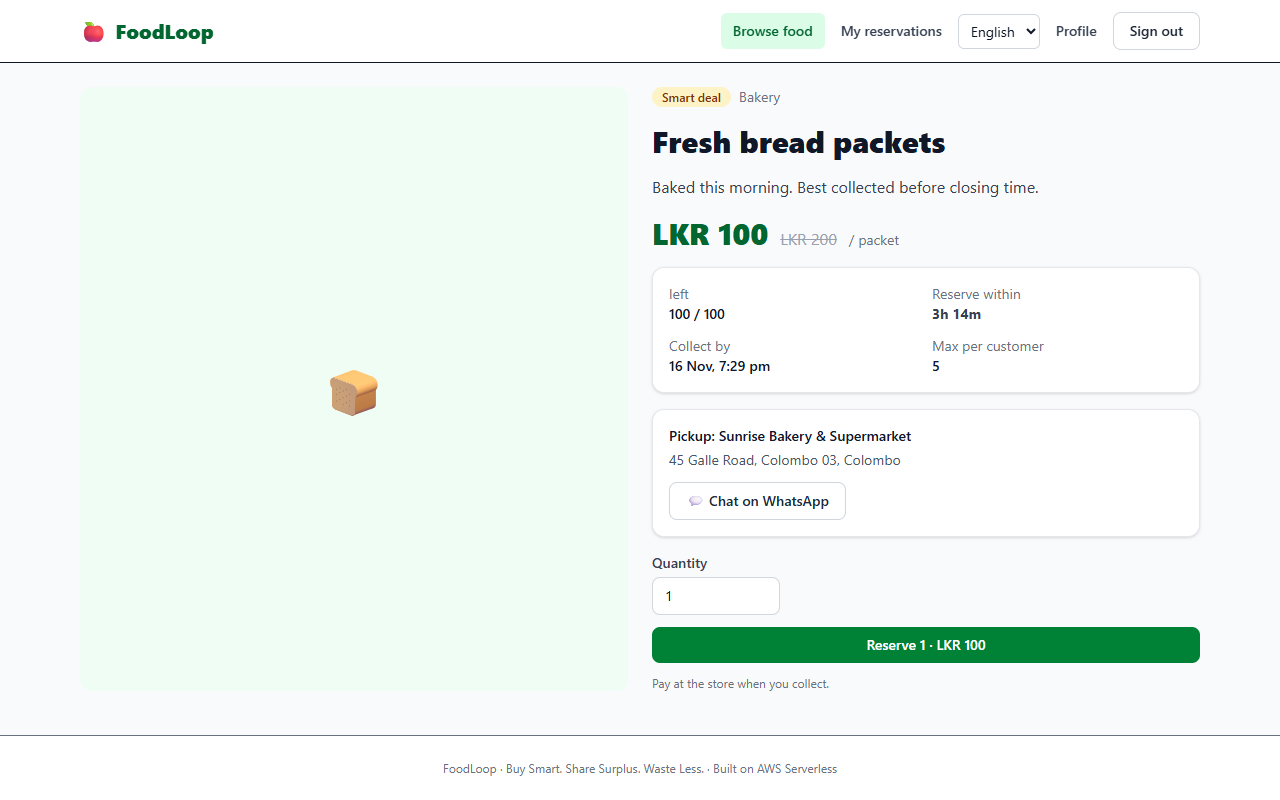 FoodLoop
Browse food
My reservations
English
Profile
Sign out
Smart deal
Bakery
Fresh bread packets
Baked this morning. Best collected before closing time.
LKR 100 LKR 200 / packet
left
100 / 100
Reserve within
3h 14m
Collect by
16 Nov, 7:29 pm
Max per customer
5
Pickup: Sunrise Bakery & Supermarket
45 Galle Road, Colombo 03, Colombo
Chat on WhatsApp
Quantity
1
Reserve 1 · LKR 100
Pay at the store when you collect.
FoodLoop · Buy Smart. Share Surplus. Waste Less. · Built on AWS Serverless